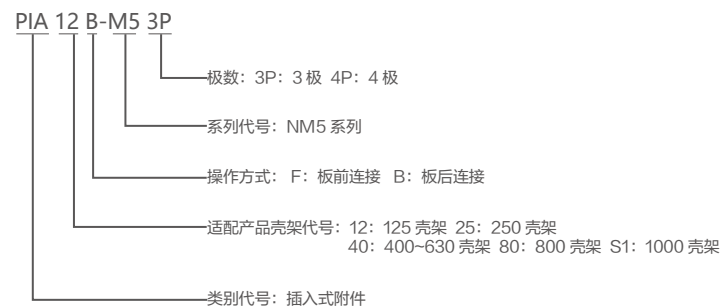 PIA 12 B-M5 3P
极数：3P：3 极 4P：4 极
系列代号：NM5 系列
操作方式： F：板前连接 B：板后连接
适配产品壳架代号：12：125 壳架 25：250 壳架
40：400~630 壳架 80：800 壳架 S1：1000 壳架
类别代号：插入式附件